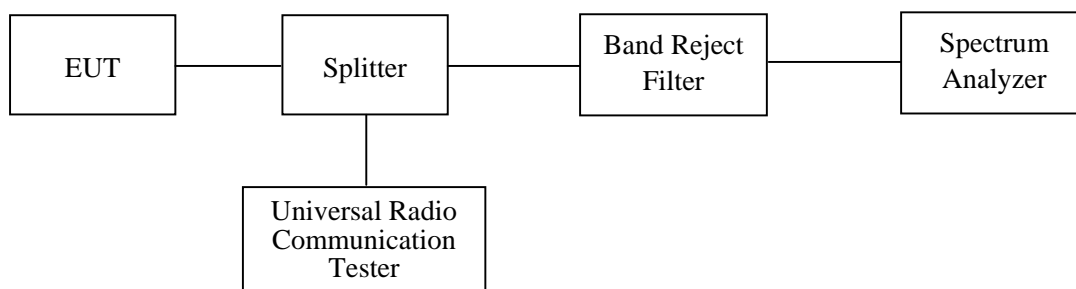 EUT
Splitter
Band Reject
Filter
Spectrum
Analyzer
Universal Radio
Communication
Tester